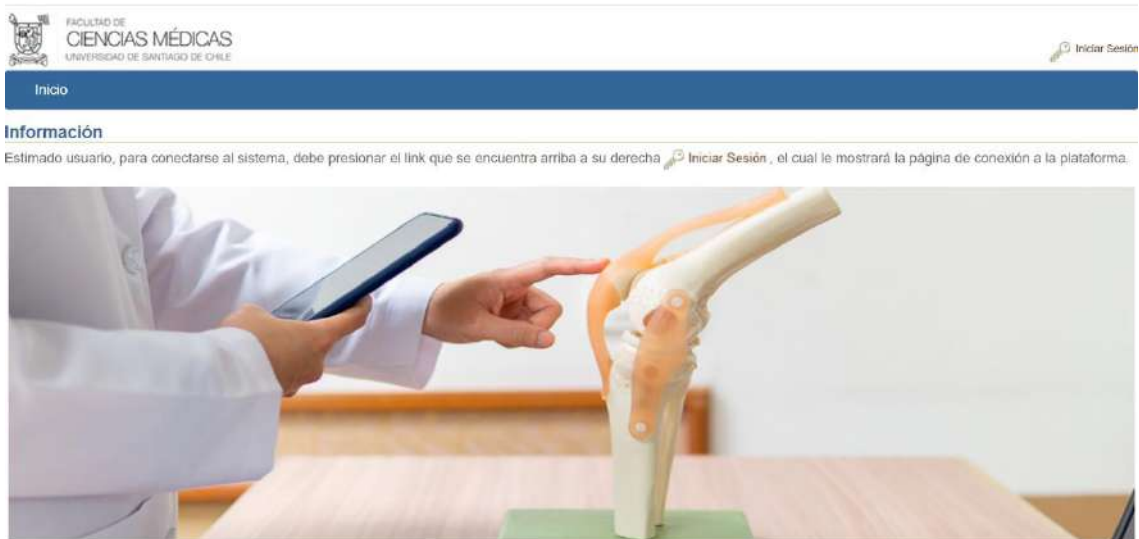 FACULTAD DE
CIENCIAS MÉDICAS
UNIVERSIDAD DE SANTIAGO DE CHILE
Iniciar Sesión
Inicio
Información
Estimado usuario, para conectarse al sistema, debe presionar el link que se encuentra arriba a su derecha Iniciar Sesión , el cual le mostrará la página de conexión a la plataforma.